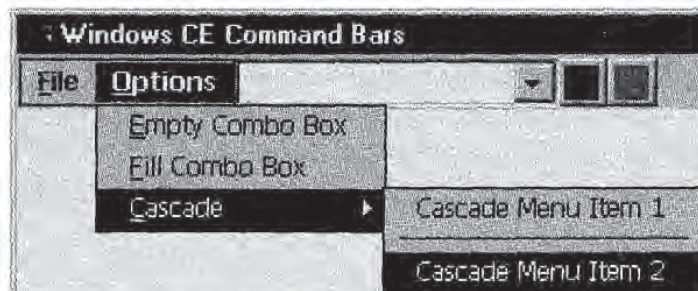 Windows CE Command Bars
File Options
Empty Combo Box
Fill Combo Box
Cascade
Cascade Menu Item 1
Cascade Menu Item 2